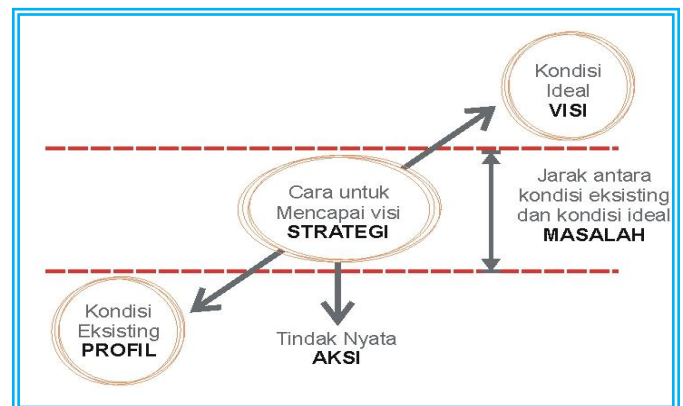 Kondisi
Ideal
VISI
Cara untuk
Mencapai visi
STRATEGI
Jarak antara
kondisi eksisting
dan kondisi ideal
MASALAH
Kondisi
Eksisting
PROFIL
Tindak Nyata
AKSI